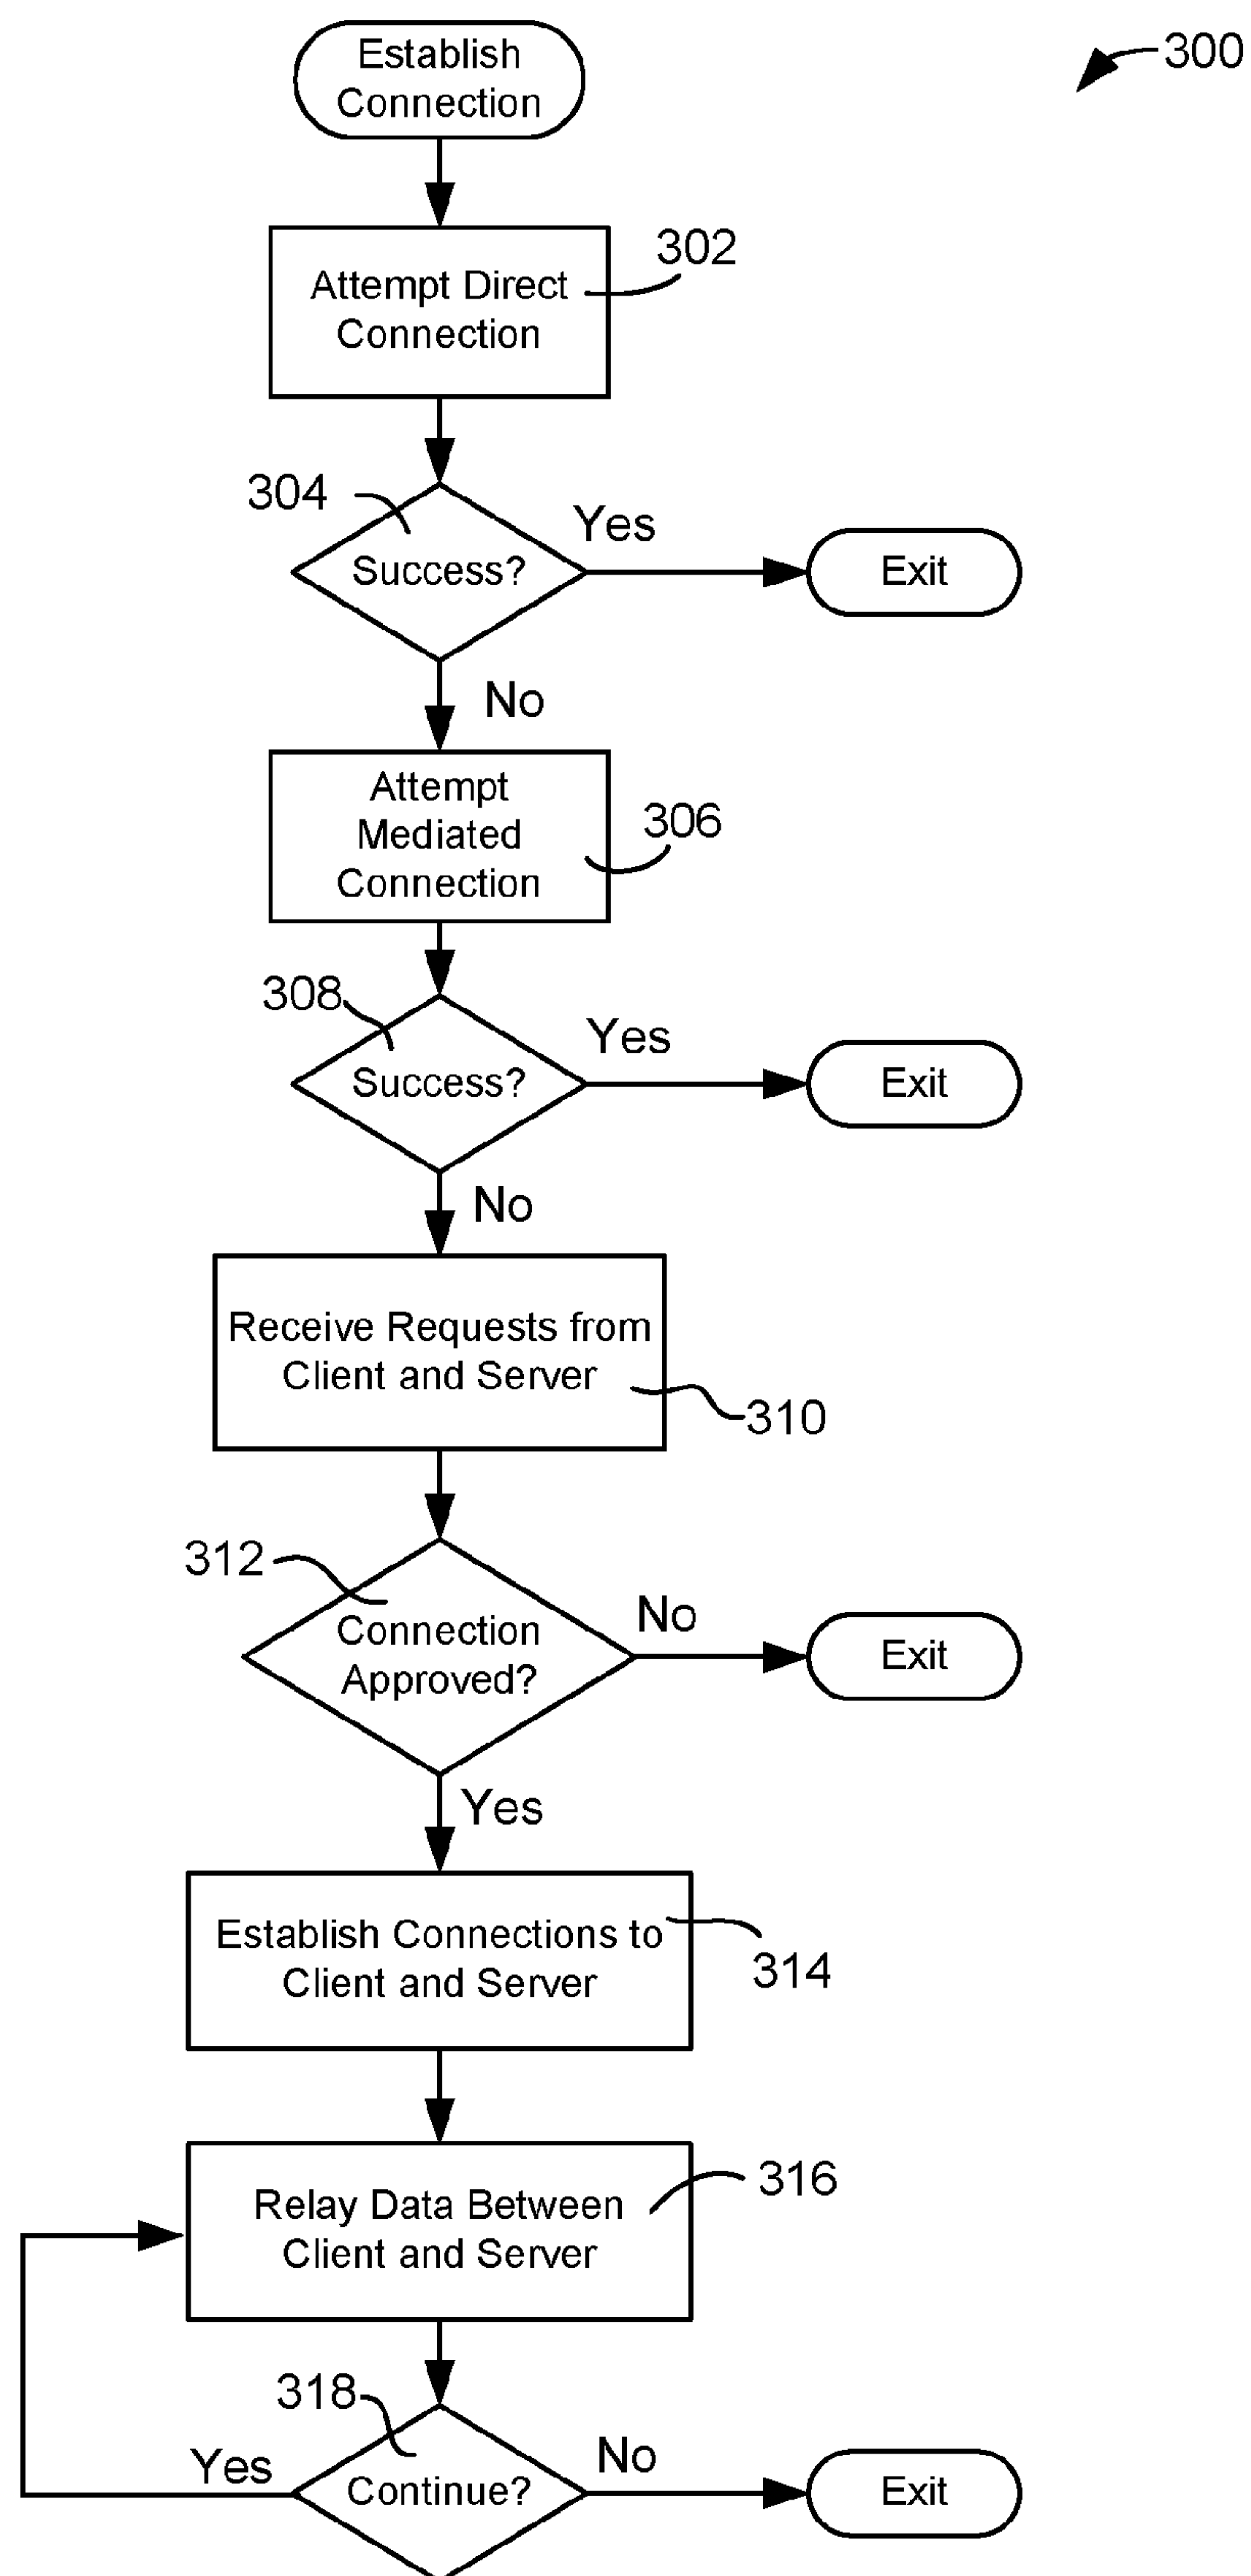 Establish
Connection
300
302
Attempt Direct
Connection
304
Yes
Success?
Exit
No
Attempt
Mediated
Connection
306
308
Yes
Success?
Exit
No
Receive Requests from
Client and Server
310
312
No
Connection
Approved?
Exit
Yes
Establish Connections to
Client and Server
314
Relay Data Between
Client and Server
316
318
Yes
No
Continue?
Exit